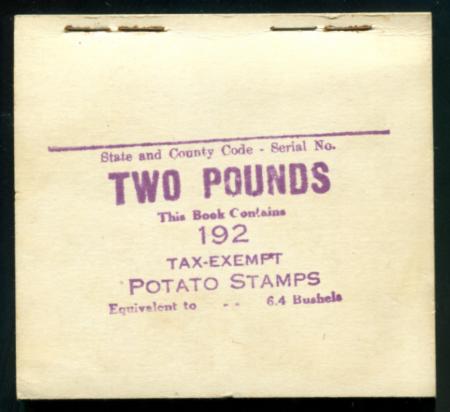 State and County Code - Serial No.
TWO POUNDS
This Book Contains
192
TAX-EXEMPT
POTATO STAMPS
Equivalent to - - 6.4 Bushels